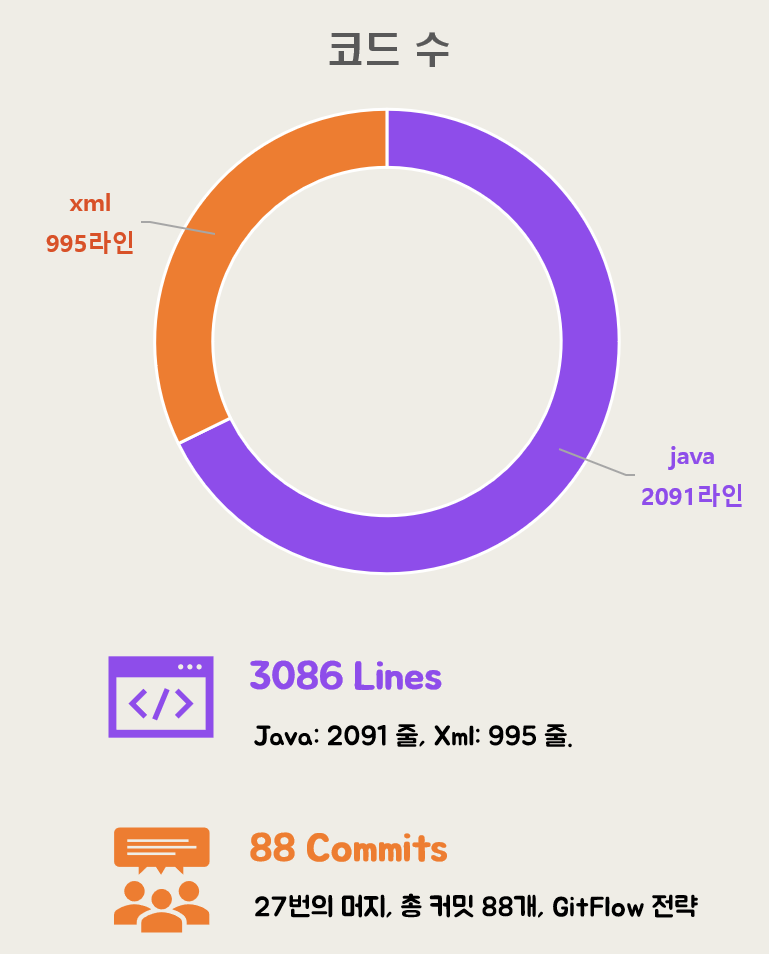 코드 수
xml
995라인
java
2091라인
3086 Lines
Java: 2091 줄, Xml: 995 줄.
88 Commits
27번의 머지, 총 커밋 88개, GitFlow 전략